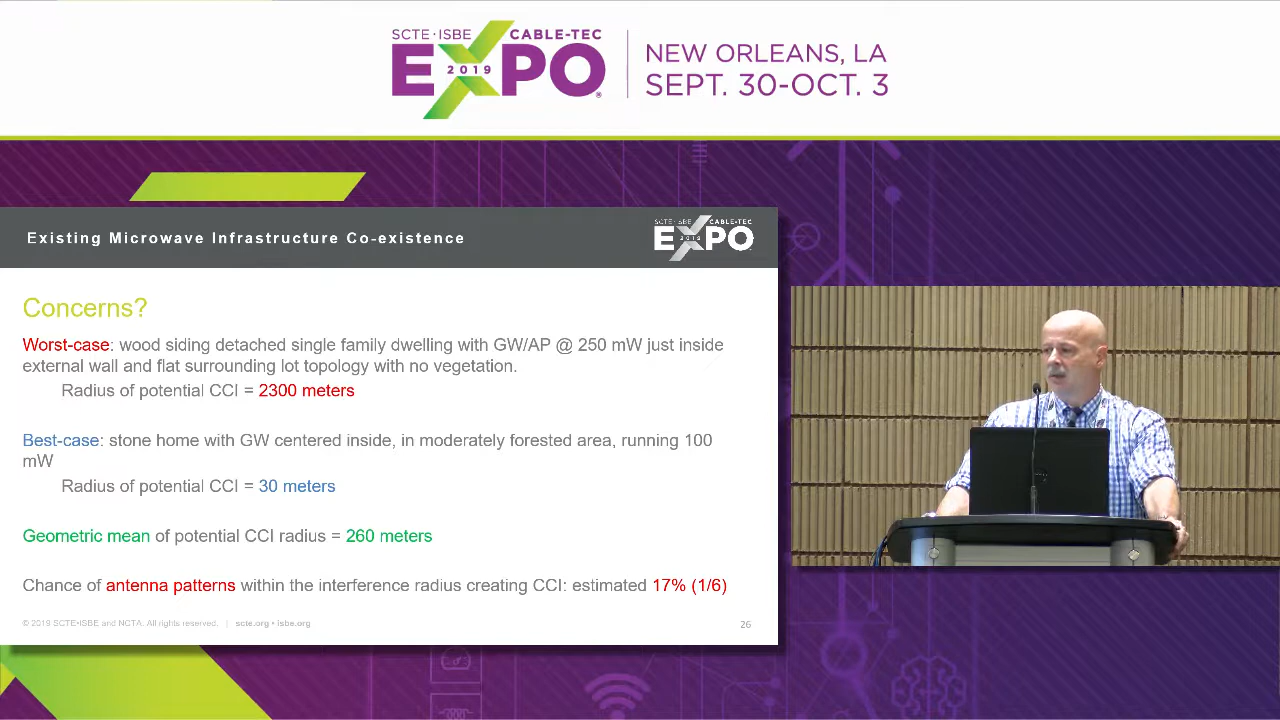 SCTE•ISBE CABLE-TEC
EXPO
2019
NEW ORLEANS, LA
SEPT. 30-OCT. 3
Existing Microwave Infrastructure Co-existence
SCTE•ISBE CABLE-TEC
EXPO
2019
Concerns?
Worst-case: wood siding detached single family dwelling with GW/AP @ 250 mW just inside
external wall and flat surrounding lot topology with no vegetation.
Radius of potential CCI = 2300 meters
Best-case: stone home with GW centered inside, in moderately forested area, running 100
mW
Radius of potential CCI = 30 meters
Geometric mean of potential CCI radius = 260 meters
Chance of antenna patterns within the interference radius creating CCI: estimated 17% (1/6)
© 2019 SCTE•ISBE and NCTA. All rights reserved. | scte.org • isbe.org
26